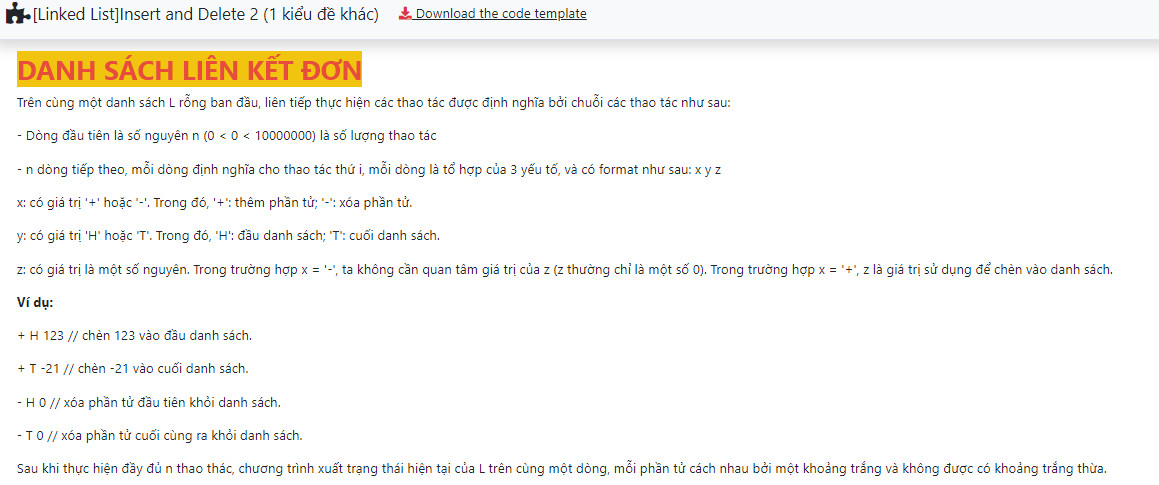 [Linked List]Insert and Delete 2 (1 kiểu đề khác) Download the code template
DANH SÁCH LIÊN KẾT ĐƠN
Trên cùng một danh sách L rỗng ban đầu, liên tiếp thực hiện các thao tác được định nghĩa bởi chuỗi các thao tác như sau:
- Dòng đầu tiên là số nguyên n (0 < 0 < 10000000) là số lượng thao tác
- n dòng tiếp theo, mỗi dòng định nghĩa cho thao tác thứ i, mỗi dòng là tổ hợp của 3 yếu tố, và có format như sau: x y z
x: có giá trị '+' hoặc '-'. Trong đó, '+': thêm phần tử; '-': xóa phần tử.
y: có giá trị 'H' hoặc 'T'. Trong đó, 'H': đầu danh sách; 'T': cuối danh sách.
z: có giá trị là một số nguyên. Trong trường hợp x = '-', ta không cần quan tâm giá trị của z (z thường chỉ là một số 0). Trong trường hợp x = '+', z là giá trị sử dụng để chèn vào danh sách.
Ví dụ:
+ H 123 // chèn 123 vào đầu danh sách.
+ T -21 // chèn -21 vào cuối danh sách.
- H 0 // xóa phần tử đầu tiên khỏi danh sách.
- T 0 // xóa phần tử cuối cùng ra khỏi danh sách.
Sau khi thực hiện đầy đủ n thao thác, chương trình xuất trạng thái hiện tại của L trên cùng một dòng, mỗi phần tử cách nhau bởi một khoảng trắng và không được có khoảng trắng thừa.